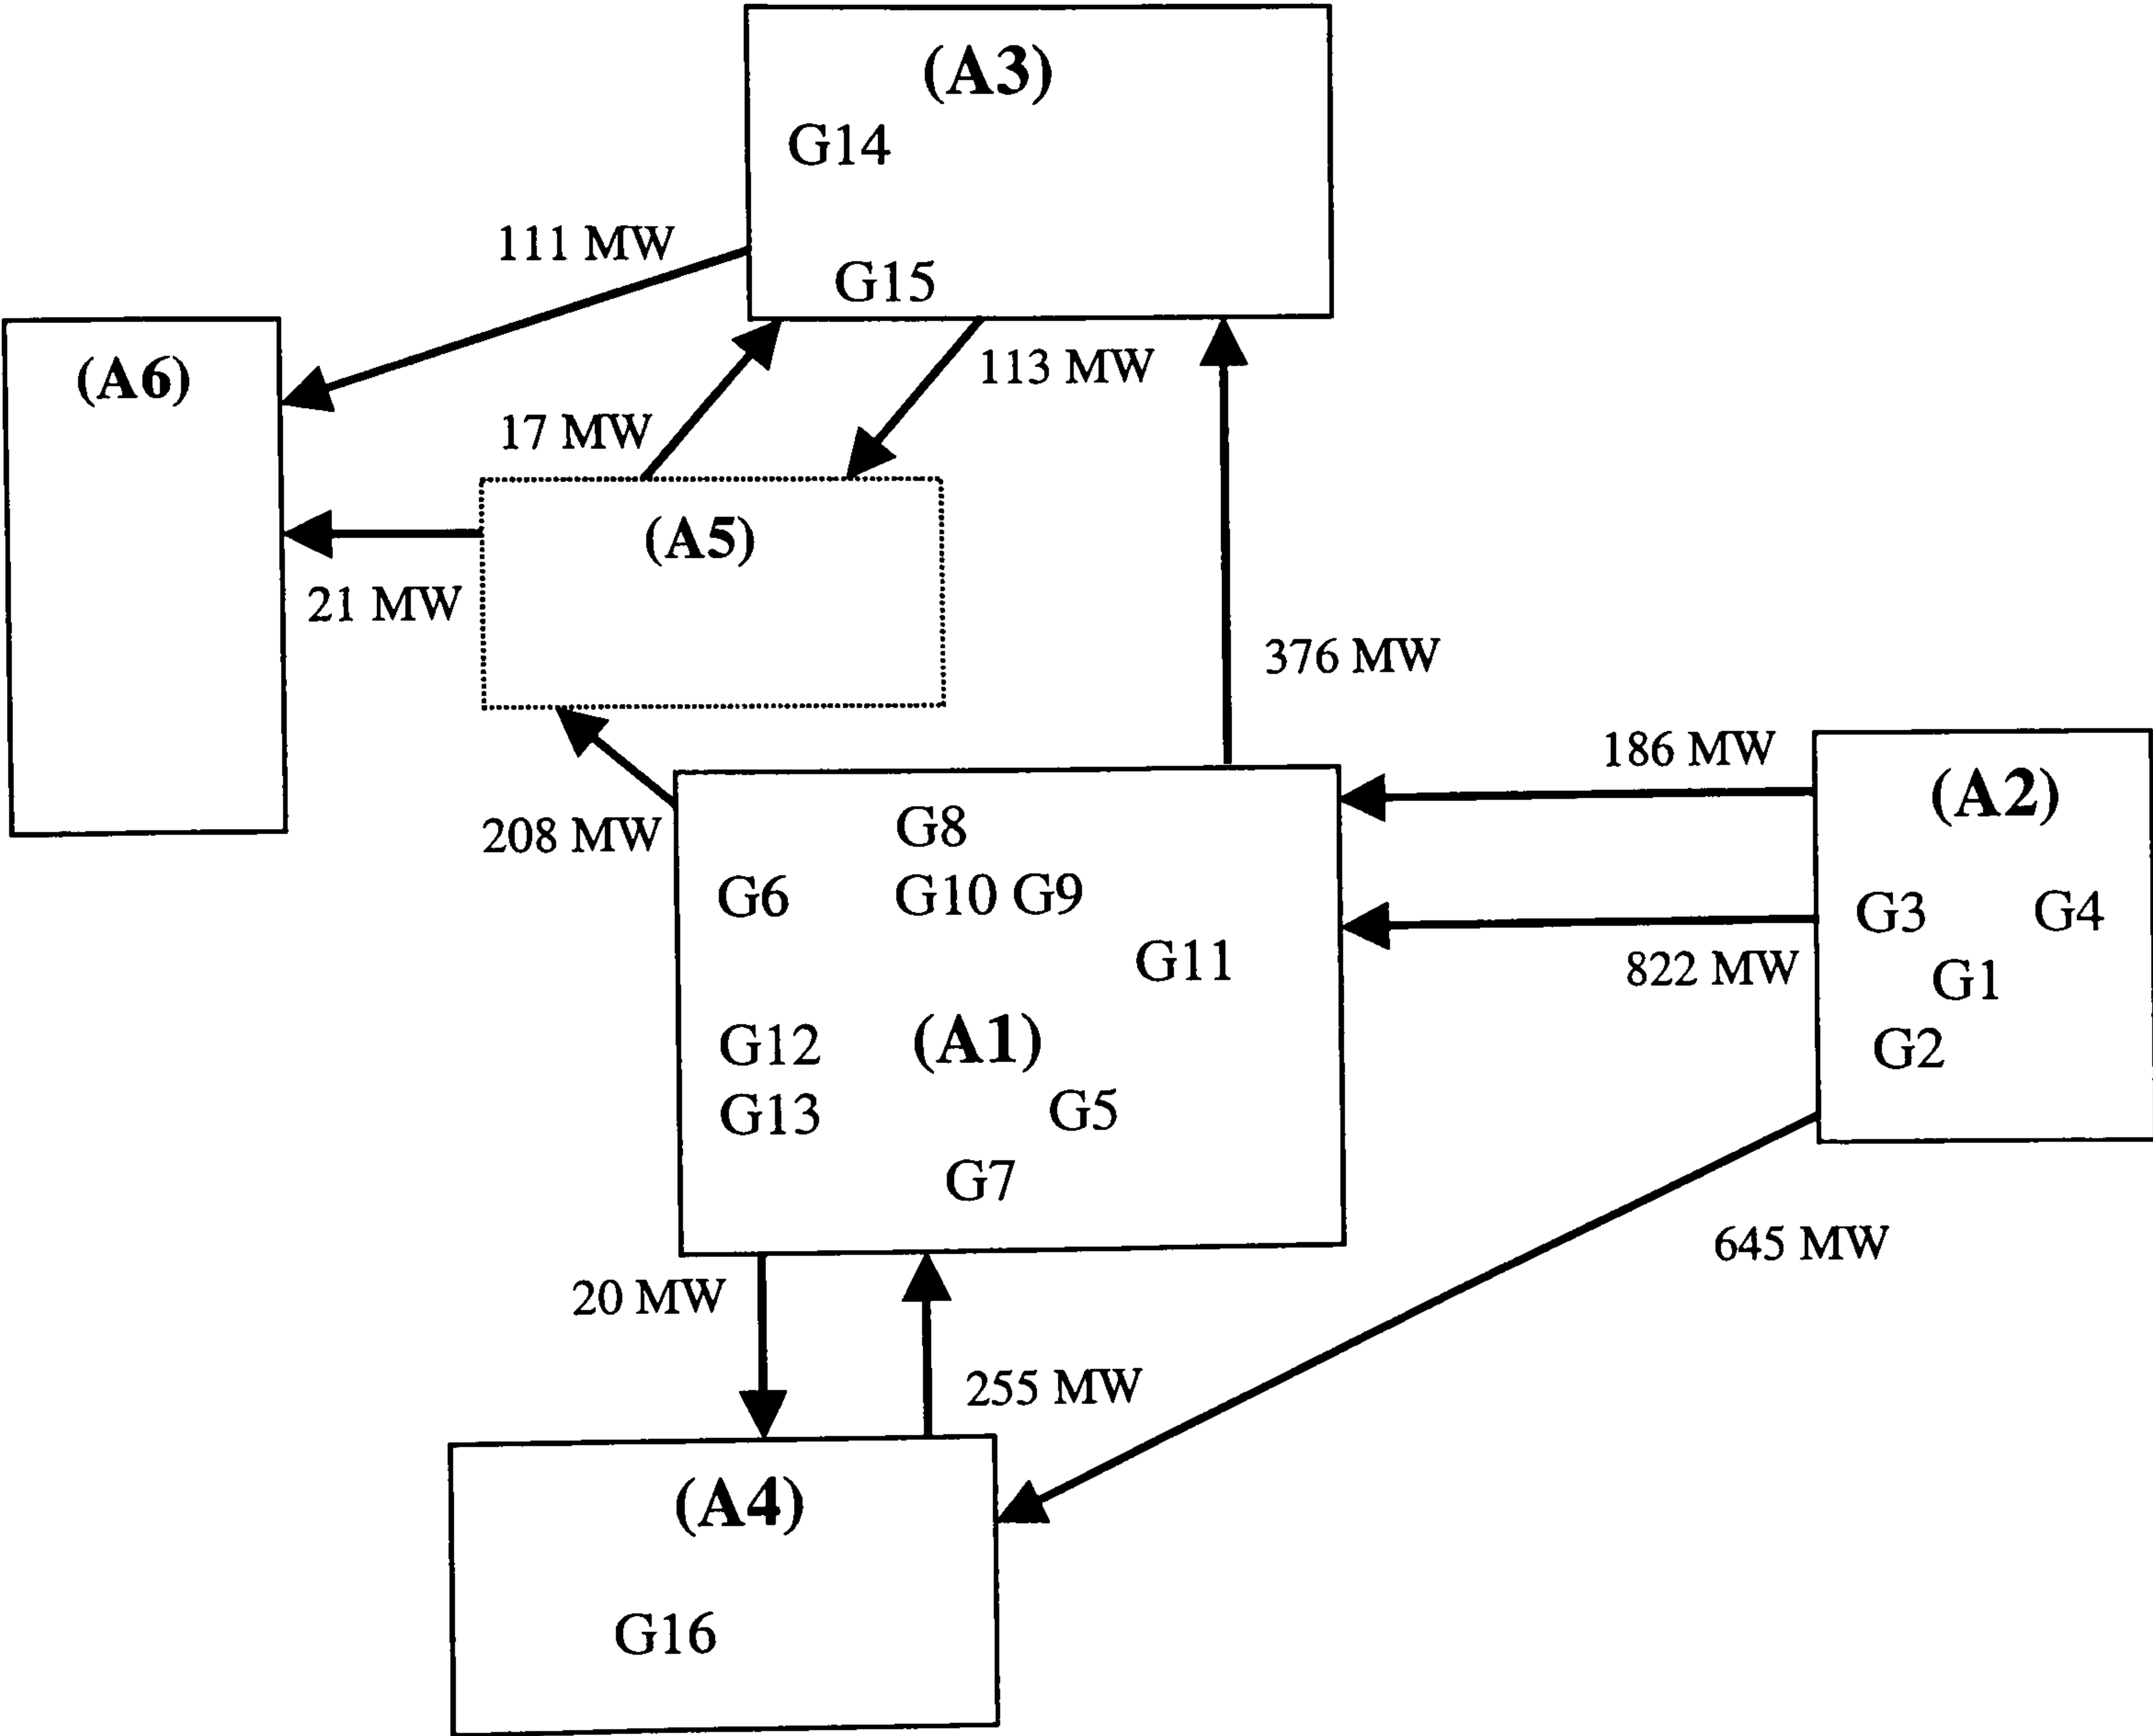 (A3)
G14
111 MW
G15
(A6)
113 MW
17 MW
(A5)
21 MW
376 MW
186 MW
(A2)
208 MW
G8
G6
G10 G9
G3
G4
G11
822 MW
G1
G12
(A1)
G2
G13
G5
G7
645 MW
20 MW
255 MW
(A4)
G16